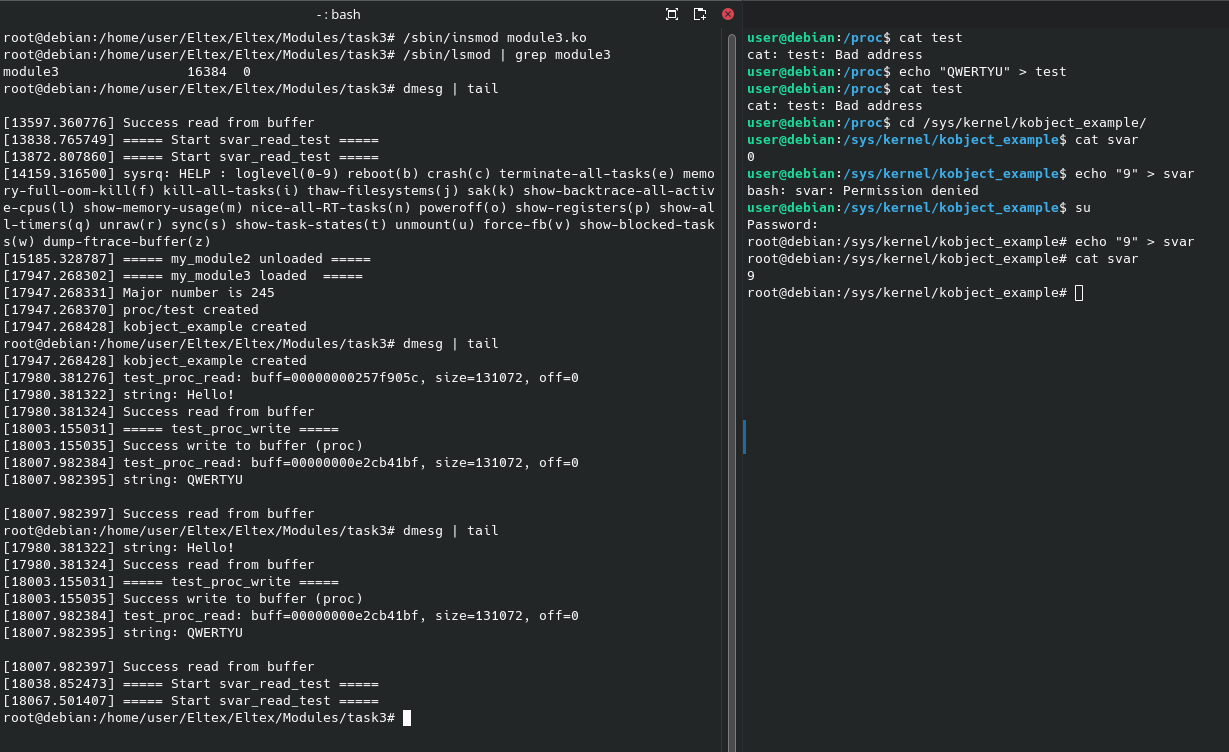 - : bash
root@debian:/home/user/Eltex/Eltex/Modules/task3# /sbin/insmod module3.ko
root@debian:/home/user/Eltex/Eltex/Modules/task3# /sbin/lsmod | grep module3
module3                16384  0
root@debian:/home/user/Eltex/Eltex/Modules/task3# dmesg | tail

[13597.360776] Success read from buffer
[13838.765749] ===== Start svar_read_test =====
[13872.807860] ===== Start svar_read_test =====
[14159.316500] sysrq: HELP : loglevel(0-9) reboot(b) crash(c) terminate-all-tasks(e) memo
ry-full-oom-kill(f) kill-all-tasks(i) thaw-filesystems(j) sak(k) show-backtrace-all-activ
e-cpus(l) show-memory-usage(m) nice-all-RT-tasks(n) poweroff(o) show-registers(p) show-al
l-timers(q) unraw(r) sync(s) show-task-states(t) unmount(u) force-fb(v) show-blocked-task
s(w) dump-ftrace-buffer(z)
[15185.328787] ===== my_module2 unloaded =====
[17947.268302] ===== my_module3 loaded  =====
[17947.268331] Major number is 245
[17947.268370] proc/test created
[17947.268428] kobject_example created
root@debian:/home/user/Eltex/Eltex/Modules/task3# dmesg | tail
[17947.268428] kobject_example created
[17980.381276] test_proc_read: buff=00000000257f905c, size=131072, off=0
[17980.381322] string: Hello!
[17980.381324] Success read from buffer
[18003.155031] ===== test_proc_write =====
[18003.155035] Success write to buffer (proc)
[18007.982384] test_proc_read: buff=00000000e2cb41bf, size=131072, off=0
[18007.982395] string: QWERTYU

[18007.982397] Success read from buffer
root@debian:/home/user/Eltex/Eltex/Modules/task3# dmesg | tail
[17980.381322] string: Hello!
[17980.381324] Success read from buffer
[18003.155031] ===== test_proc_write =====
[18003.155035] Success write to buffer (proc)
[18007.982384] test_proc_read: buff=00000000e2cb41bf, size=131072, off=0
[18007.982395] string: QWERTYU

[18007.982397] Success read from buffer
[18038.852473] ===== Start svar_read_test =====
[18067.501407] ===== Start svar_read_test =====
root@debian:/home/user/Eltex/Eltex/Modules/task3#
user@debian:/proc$ cat test
cat: test: Bad address
user@debian:/proc$ echo "QWERTYU" > test
user@debian:/proc$ cat test
cat: test: Bad address
user@debian:/proc$ cd /sys/kernel/kobject_example/
user@debian:/sys/kernel/kobject_example$ cat svar
0
user@debian:/sys/kernel/kobject_example$ echo "9" > svar
bash: svar: Permission denied
user@debian:/sys/kernel/kobject_example$ su
Password:
root@debian:/sys/kernel/kobject_example# echo "9" > svar
root@debian:/sys/kernel/kobject_example# cat svar
9
root@debian:/sys/kernel/kobject_example#